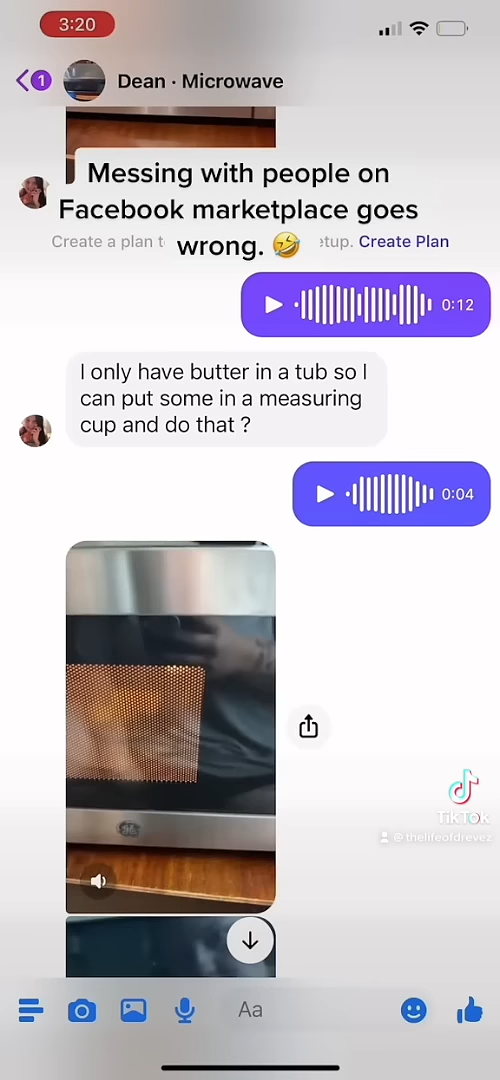 3:20
1
Dean · Microwave
Messing with people on
Facebook marketplace goes
wrong. 🤣
Create a plan t
etup. Create Plan
0:12
I only have butter in a tub so I
can put some in a measuring
cup and do that ?
0:04
GE
TikTok
@thelifeofdrevez
Aa